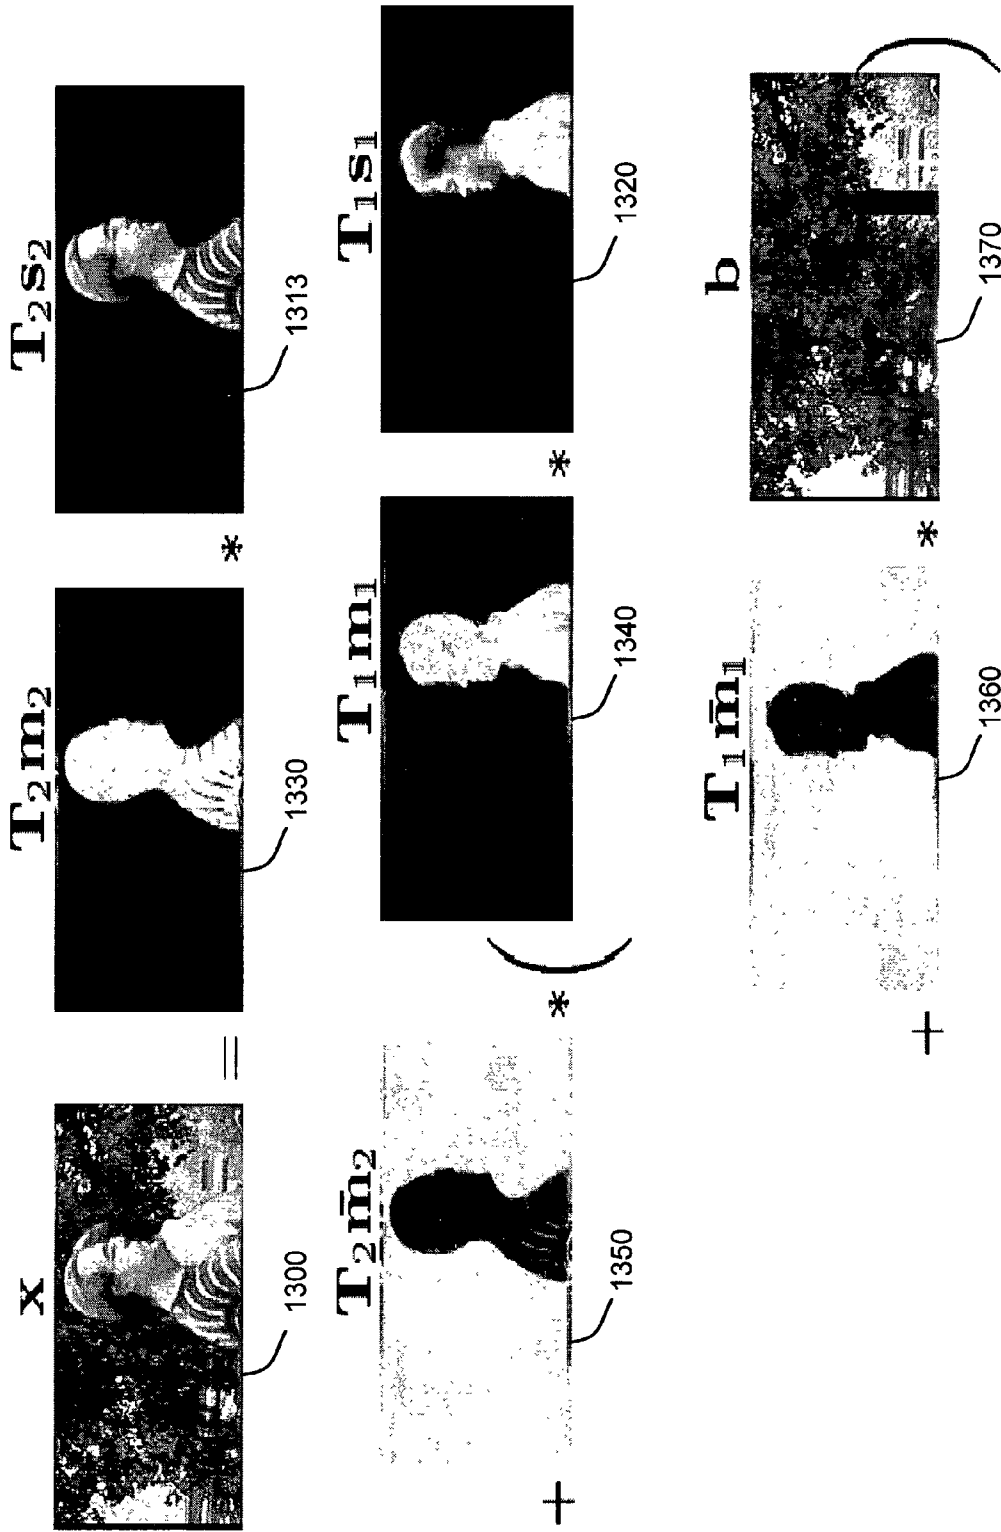 x = T₂m₂ * T₂s₂
1300 1330 1313
+ T₂m̄₂ * ( T₁m₁ * T₁s₁
1350 1340 1320
+ T₁m̄₁ * b )
1360 1370